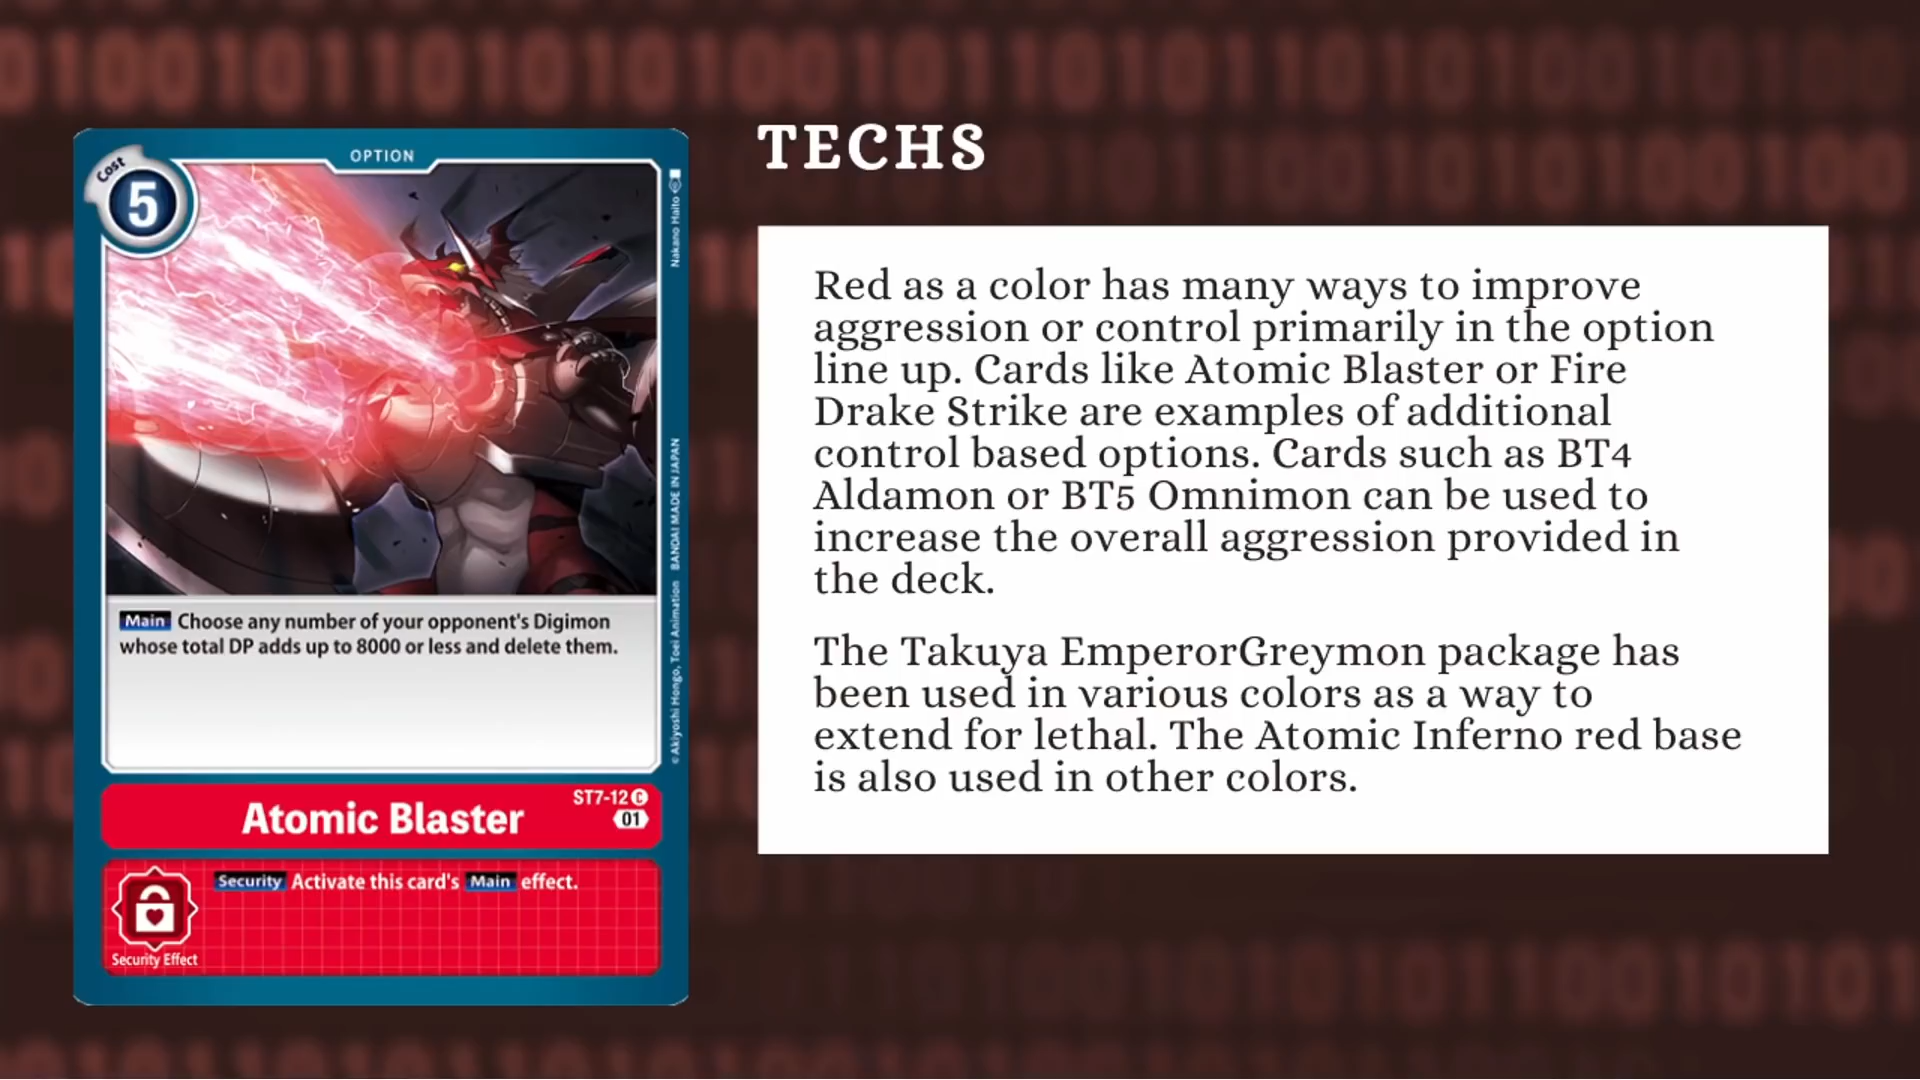 TECHS
Cost
5
OPTION
Nakano Haito
Main Choose any number of your opponent's Digimon
whose total DP adds up to 8000 or less and delete them.
©Akiyoshi Hongo, Toei Animation BANDAI MADE IN JAPAN
Atomic Blaster
ST7-12 C
01
Security Activate this card's Main effect.
Security Effect
Red as a color has many ways to improve
aggression or control primarily in the option
line up. Cards like Atomic Blaster or Fire
Drake Strike are examples of additional
control based options. Cards such as BT4
Aldamon or BT5 Omnimon can be used to
increase the overall aggression provided in
the deck.
The Takuya EmperorGreymon package has
been used in various colors as a way to
extend for lethal. The Atomic Inferno red base
is also used in other colors.